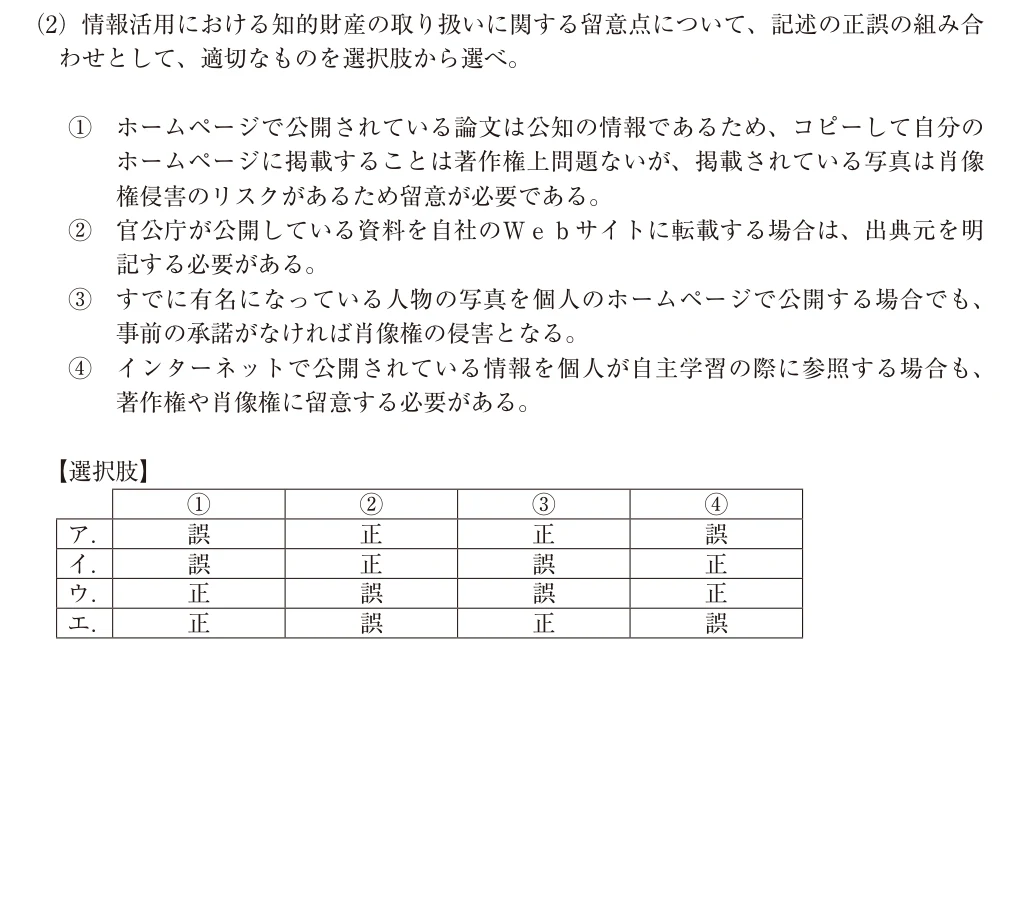 (2) 情報活用における知的財産の取り扱いに関する留意点について、記述の正誤の組み合
わせとして、適切なものを選択肢から選べ。
① ホームページで公開されている論文は公知の情報であるため、コピーして自分の
ホームページに掲載することは著作権上問題ないが、掲載されている写真は肖像
権侵害のリスクがあるため留意が必要である。
② 官公庁が公開している資料を自社のＷｅｂサイトに転載する場合は、出典元を明
記する必要がある。
③ すでに有名になっている人物の写真を個人のホームページで公開する場合でも、
事前の承諾がなければ肖像権の侵害となる。
④ インターネットで公開されている情報を個人が自主学習の際に参照する場合も、
著作権や肖像権に留意する必要がある。
【選択肢】
① ② ③ ④
ア. 誤 正 正 誤
イ. 誤 正 誤 正
ウ. 正 誤 誤 正
エ. 正 誤 正 誤